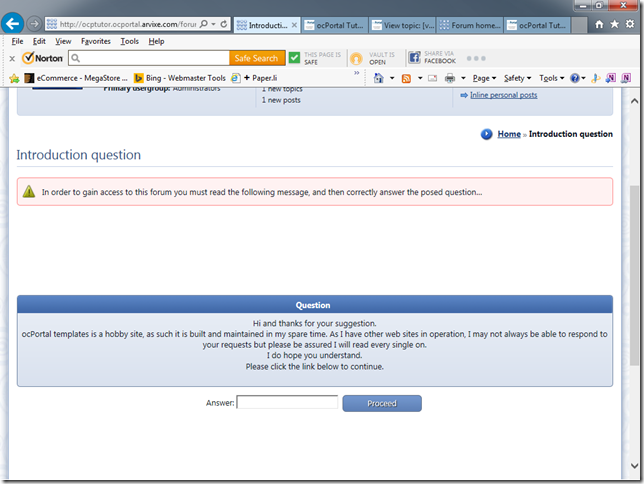 http://ocptutor.ocportal.arvixe.com/forum
Introducti...
ocPortal Tut...
View topic: [v...
Forum home...
ocPortal Tut...
File Edit View Favorites Tools Help
Norton
Safe Search
THIS PAGE IS
SAFE
VAULT IS
OPEN
SHARE VIA
FACEBOOK
eCommerce - MegaStore ...
Bing - Webmaster Tools
+ Paper.li
Page
Safety
Tools
Primary usergroup: Administrators
1 new topics
1 new posts
Inline personal posts
Home » Introduction question
Introduction question
In order to gain access to this forum you must read the following message, and then correctly answer the posed question...
Question
Hi and thanks for your suggestion.
ocPortal templates is a hobby site, as such it is built and maintained in my spare time. As I have other web sites in operation, I may not always be able to respond to
your requests but please be assured I will read every single on.
I do hope you understand.
Please click the link below to continue.
Answer:
Proceed